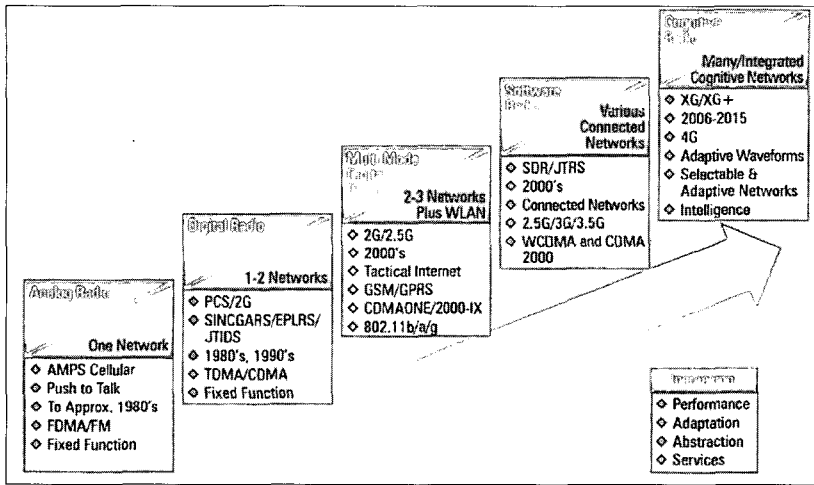 Analog Radio
One Network
◇ AMPS Cellular
◇ Push to Talk
◇ To Approx. 1980's
◇ FDMA/FM
◇ Fixed Function
Digital Radio
1-2 Networks
◇ PCS/2G
◇ SINCGARS/EPLRS/
JTIDS
◇ 1980's, 1990's
◇ TDMA/CDMA
◇ Fixed Function
Mode
2-3 Networks
Plus WLAN
◇ 2G/2.5G
◇ 2000's
◇ Tactical Internet
◇ GSM/GPRS
◇ CDMAONE/2000-IX
◇ 802.11b/a/g
Software
Various
Connected
Networks
◇ SDR/JTRS
◇ 2000's
◇ Connected Networks
◇ 2.5G/3G/3.5G
◇ WCDMA and CDMA
2000
Many/Integrated
Cognitive Networks
◇ XG/XG+
◇ 2006-2015
◇ 4G
◇ Adaptive Waveforms
◇ Selectable &
Adaptive Networks
◇ Intelligence
◇ Performance
◇ Adaptation
◇ Abstraction
◇ Services